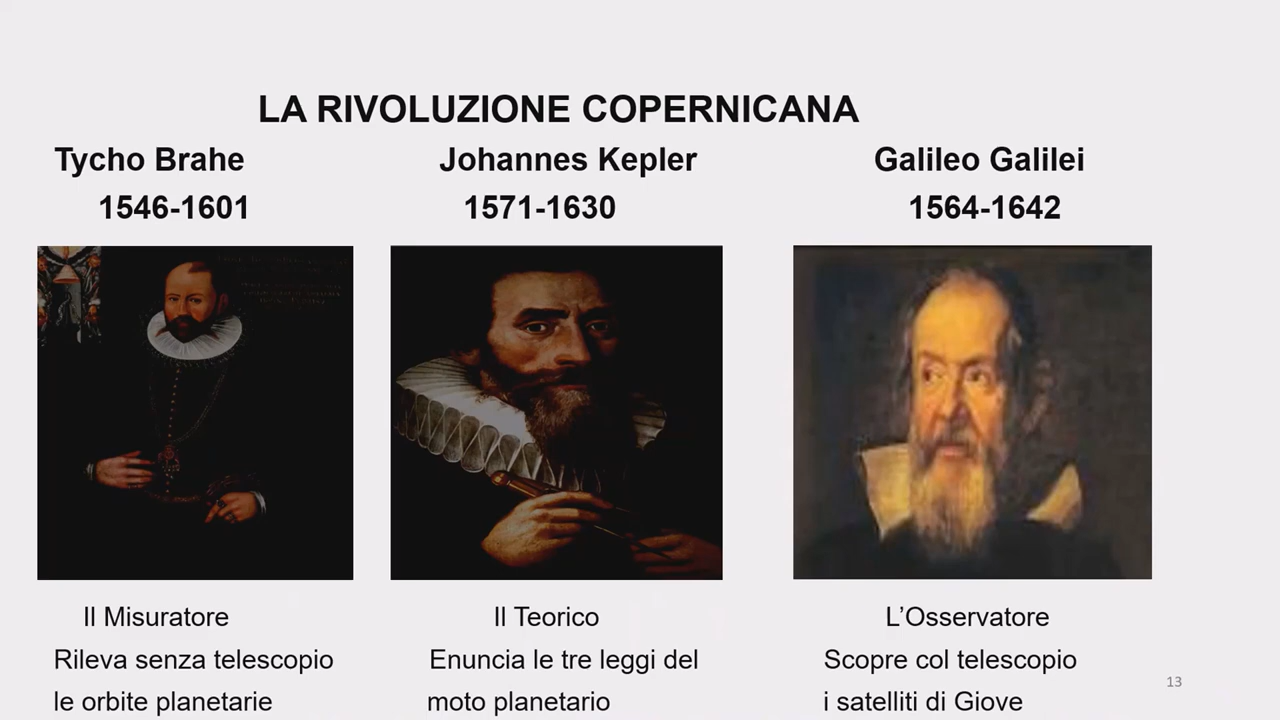 LA RIVOLUZIONE COPERNICANA
Tycho Brahe
1546-1601
Johannes Kepler
1571-1630
Galileo Galilei
1564-1642
Il Misuratore
Rileva senza telescopio
le orbite planetarie
Il Teorico
Enuncia le tre leggi del
moto planetario
L’Osservatore
Scopre col telescopio
i satelliti di Giove
13